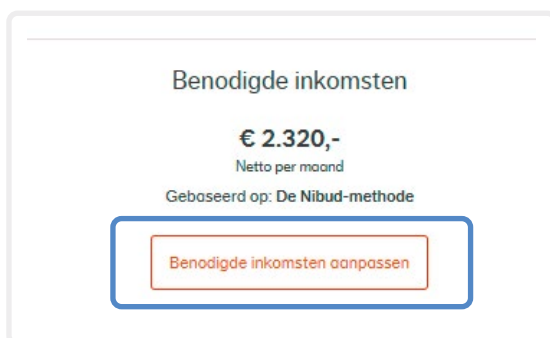 Benodigde inkomsten
€ 2.320,-
Netto per maand
Gebaseerd op: De Nibud-methode
Benodigde inkomsten aanpassen